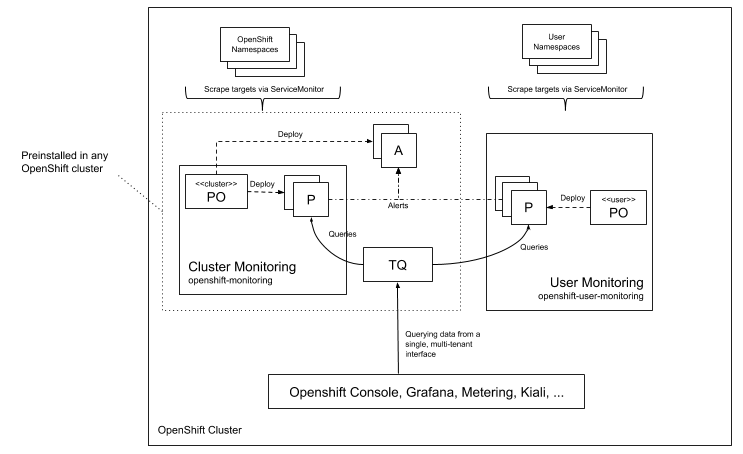 OpenShift
Namespaces
User
Namespaces
Scrape targets via ServiceMonitor
Scrape targets via ServiceMonitor
Preinstalled in any
OpenShift cluster
Deploy
A
<<cluster>>
PO
Deploy
P
Alerts
P
Deploy
<<user>>
PO
Queries
Queries
Cluster Monitoring
openshift-monitoring
TQ
User Monitoring
openshift-user-monitoring
Querying data from a
single, multi-tenant
interface
Openshift Console, Grafana, Metering, Kiali, ...
OpenShift Cluster